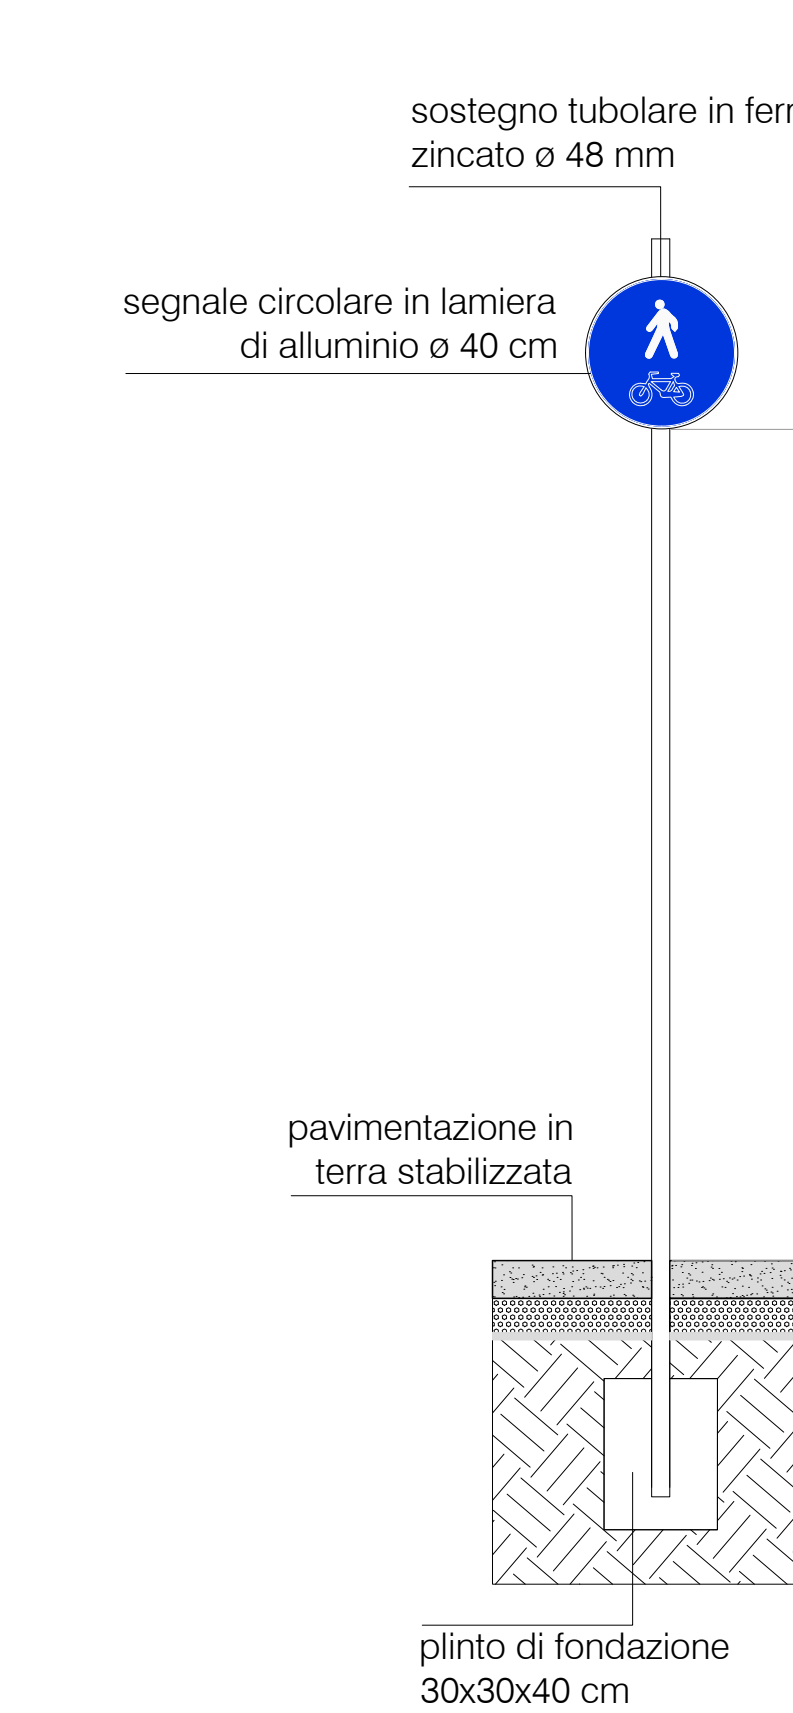 sostegno tubolare in ferr
zincato ø 48 mm
segnale circolare in lamiera
di alluminio ø 40 cm
pavimentazione in
terra stabilizzata
plinto di fondazione
30x30x40 cm